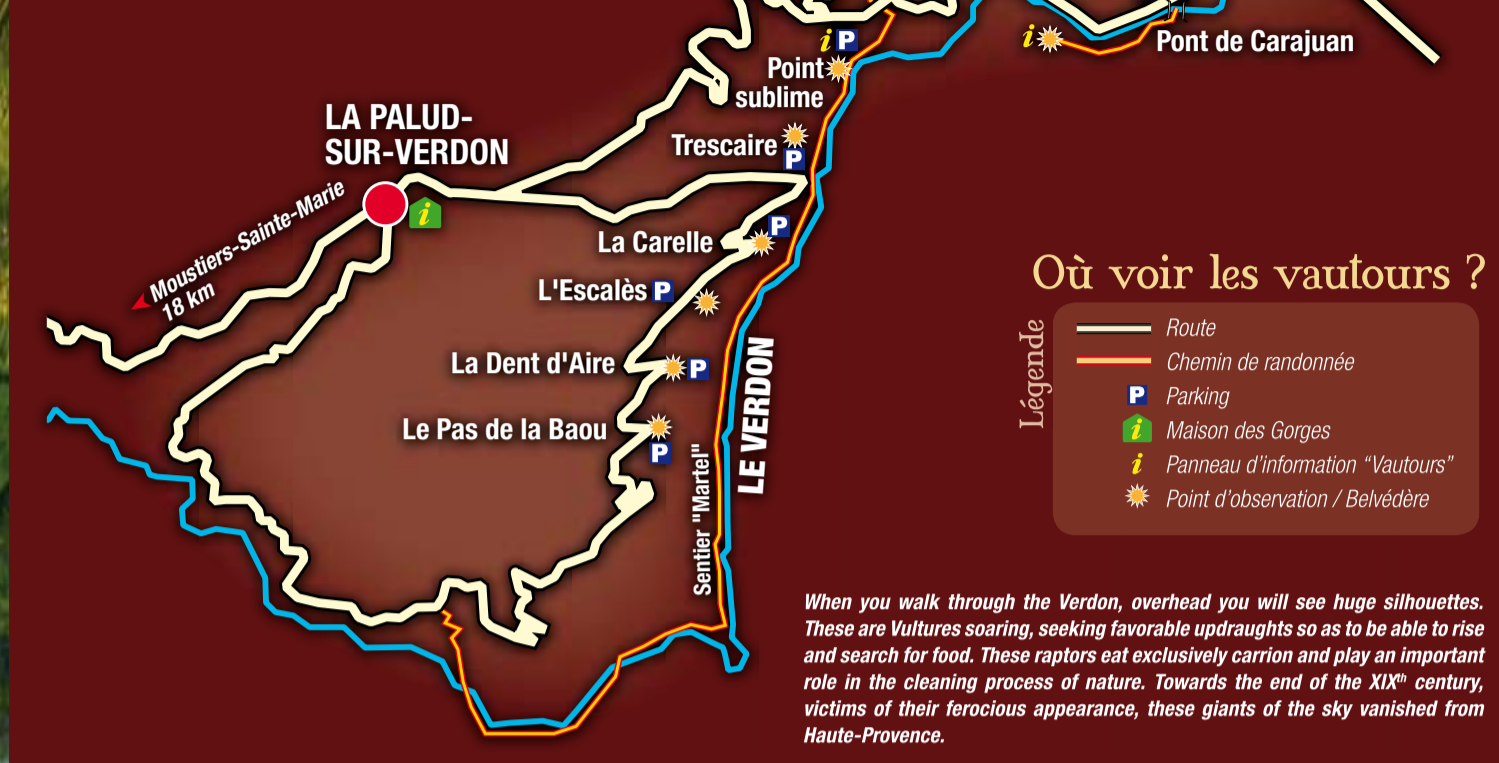 i P
i
Pont de Carajuan
Point
sublime
LA PALUD-
SUR-VERDON
Trescaire
P
i
Moustiers-Sainte-Marie
18 km
P
La Carelle
L'Escalès P
La Dent d'Aire
P
Le Pas de la Baou
P
Sentier "Martel"
LE VERDON
Où voir les vautours ?
Légende
Route
Chemin de randonnée
P Parking
i Maison des Gorges
i Panneau d'information “Vautours”
Point d'observation / Belvédère
When you walk through the Verdon, overhead you will see huge silhouettes.
These are Vultures soaring, seeking favorable updraughts so as to be able to rise
and search for food. These raptors eat exclusively carrion and play an important
role in the cleaning process of nature. Towards the end of the XIXth century,
victims of their ferocious appearance, these giants of the sky vanished from
Haute-Provence.